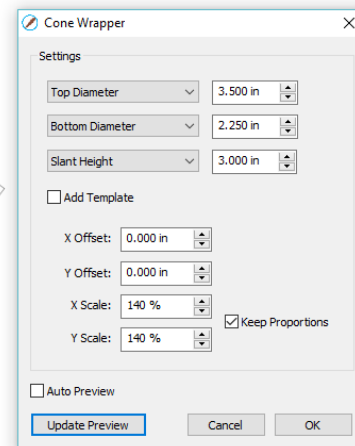 Cone Wrapper
Settings
Top Diameter 3.500 in
Bottom Diameter 2.250 in
Slant Height 3.000 in
Add Template
X Offset: 0.000 in
Y Offset: 0.000 in
X Scale: 140 %
Keep Proportions
Y Scale: 140 %
Auto Preview
Update Preview Cancel OK